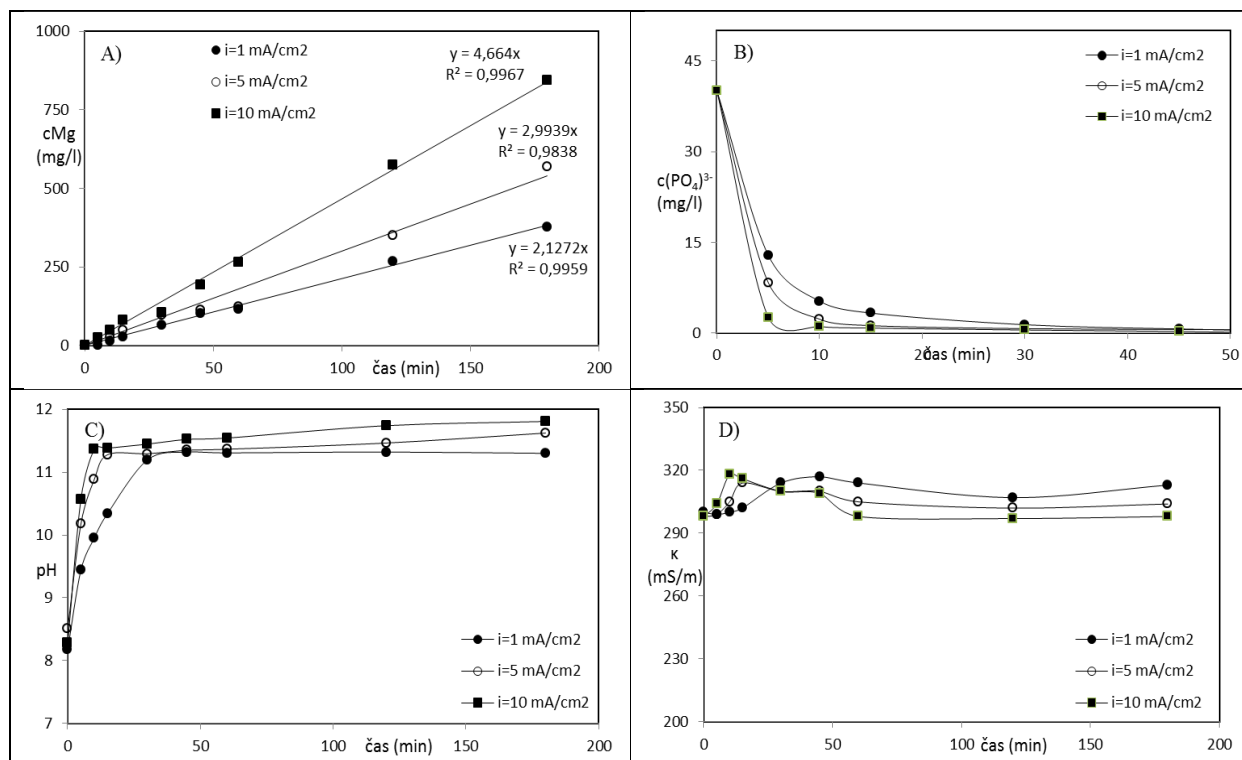 A)
i=1 mA/cm2
i=5 mA/cm2
i=10 mA/cm2
y = 4,664x
R² = 0,9967
y = 2,9939x
R² = 0,9838
y = 2,1272x
R² = 0,9959
1000
750
500
250
0
cMg
(mg/l)
0 50 100 150 200
čas (min)
B)
i=1 mA/cm2
i=5 mA/cm2
i=10 mA/cm2
45
30
15
0
c(PO₄)³⁻
(mg/l)
0 10 20 30 40 50
čas (min)
C)
12
11
10
9
8
7
pH
i=1 mA/cm2
i=5 mA/cm2
i=10 mA/cm2
0 50 100 150 200
čas (min)
D)
350
320
290
260
230
200
κ
(mS/m)
i=1 mA/cm2
i=5 mA/cm2
i=10 mA/cm2
0 50 100 150 200
čas (min)